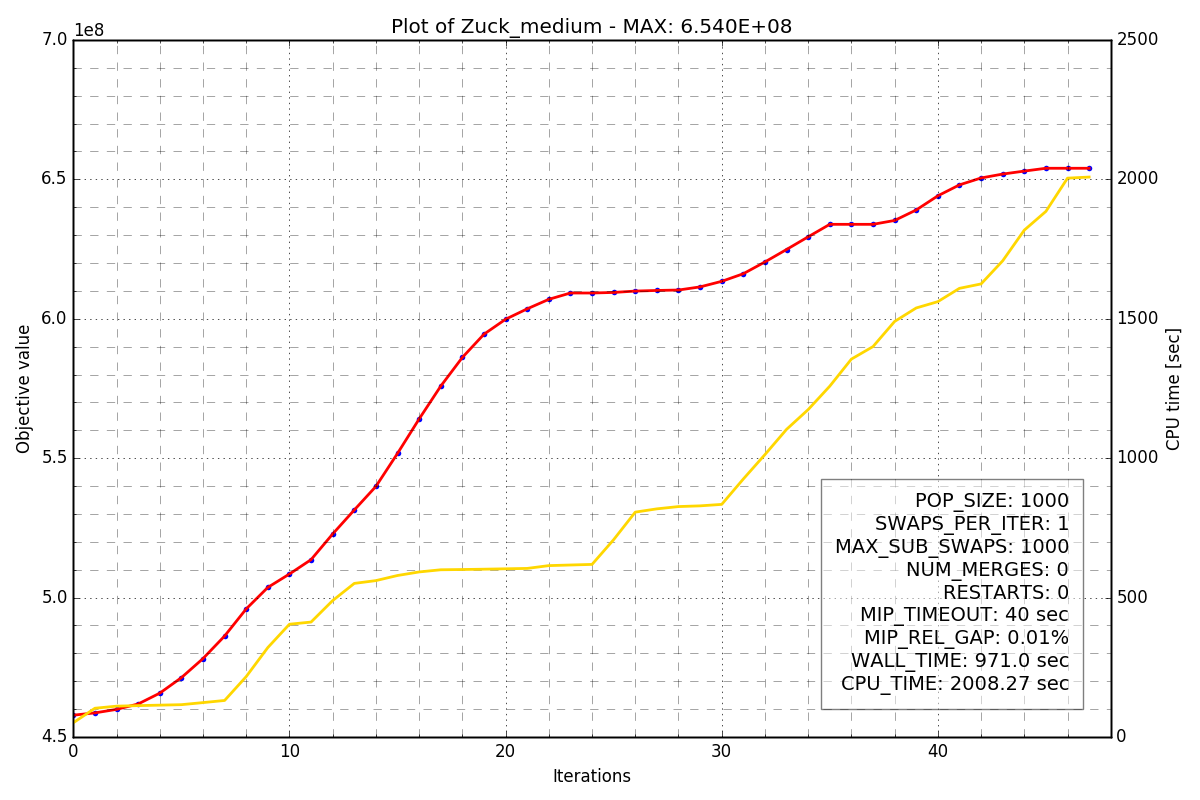 Plot of Zuck_medium - MAX: 6.540E+08
1e8
7.0
6.5
6.0
5.5
5.0
4.5
Objective value
2500
2000
1500
1000
500
0
CPU time [sec]
POP_SIZE: 1000
SWAPS_PER_ITER: 1
MAX_SUB_SWAPS: 1000
NUM_MERGES: 0
RESTARTS: 0
MIP_TIMEOUT: 40 sec
MIP_REL_GAP: 0.01%
WALL_TIME: 971.0 sec
CPU_TIME: 2008.27 sec
0 10 20 30 40
Iterations